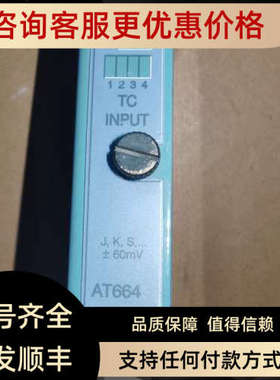 咨询客服更优惠价格
1 2 3 4
TC
INPUT
J, K, S,...
± 60mV
AT664
号齐全
发顺丰
品质保障 值得信赖
支持任何付款方式